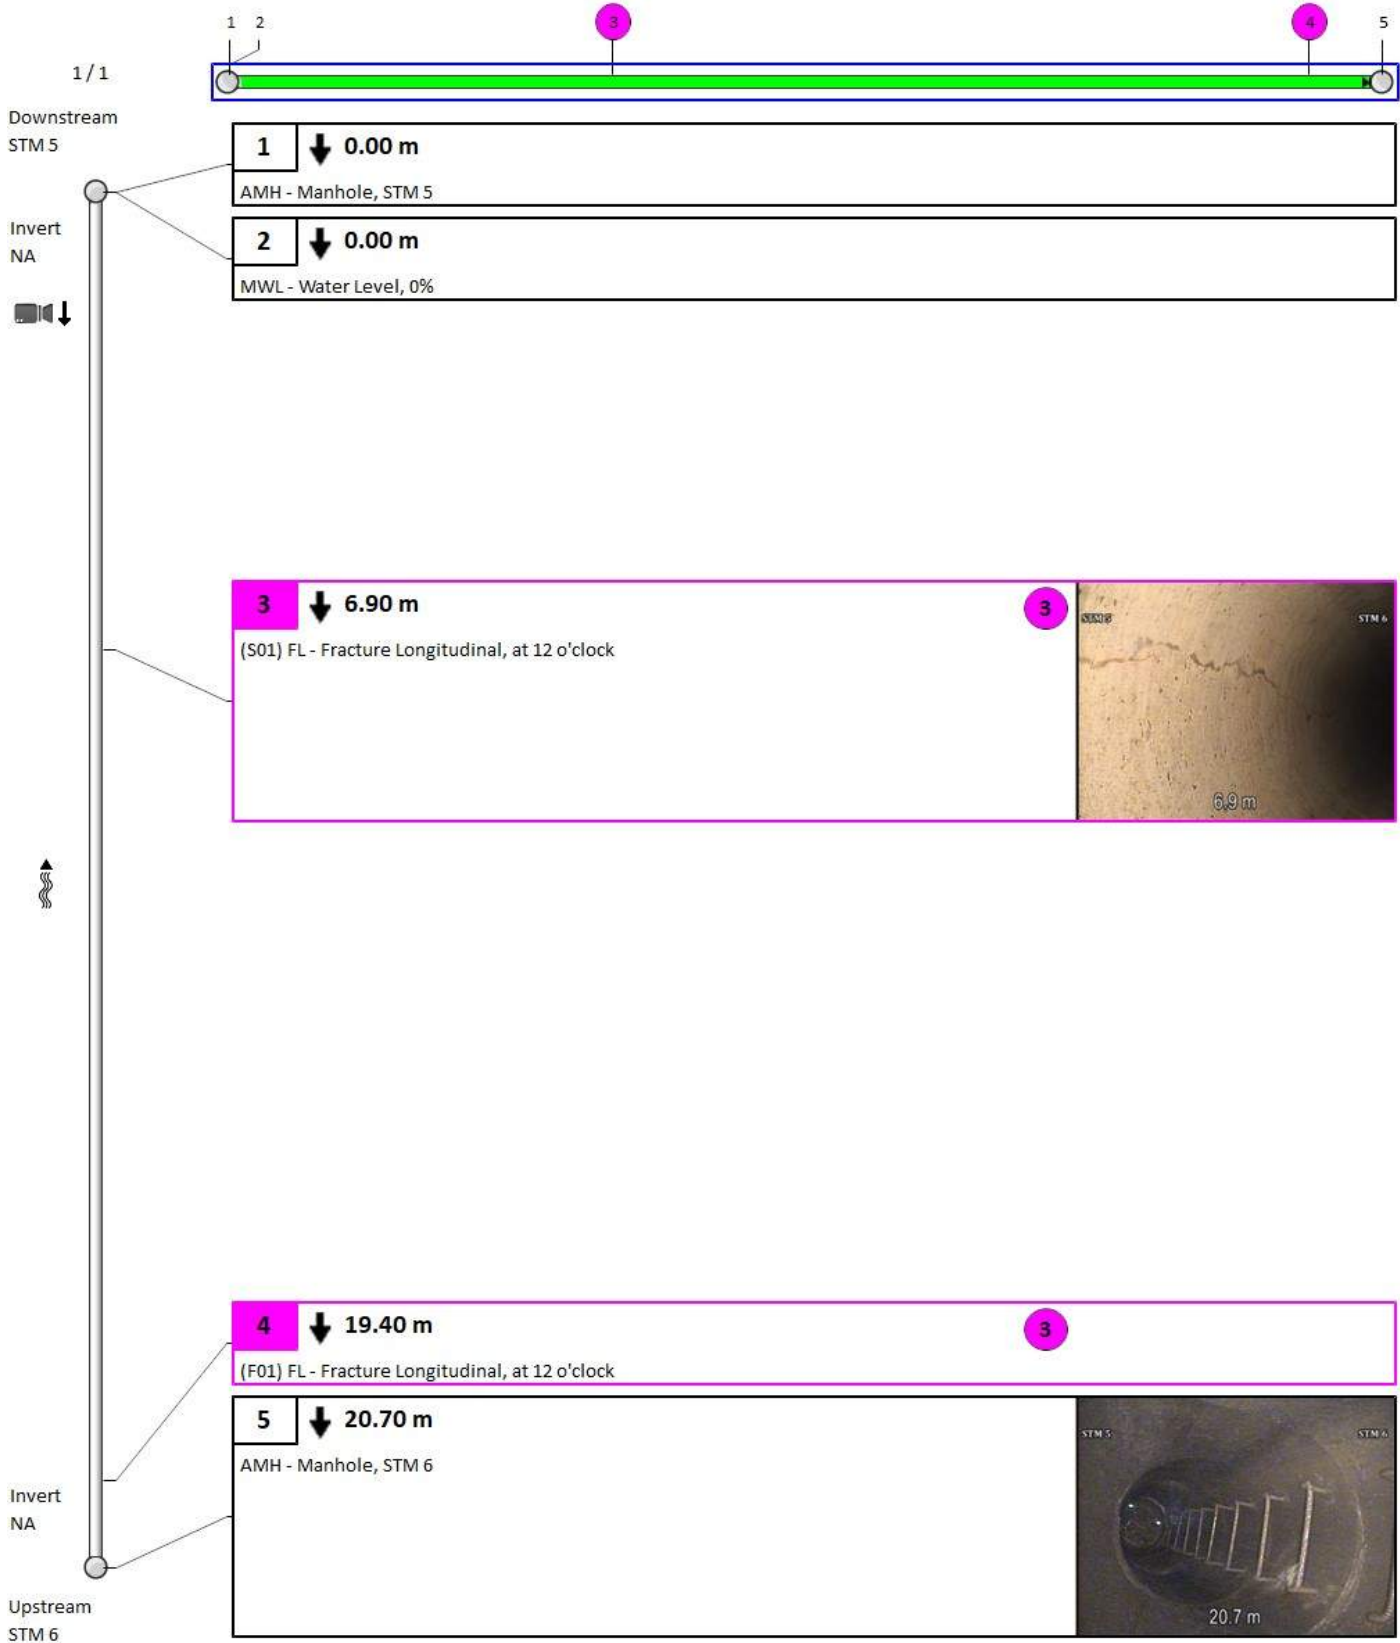 1 2 3 4 5
1 / 1
Downstream
STM 5
1 0.00 m
AMH - Manhole, STM 5
Invert
NA
2 0.00 m
MWL - Water Level, 0%
3 6.90 m 3
(S01) FL - Fracture Longitudinal, at 12 o'clock
STM 5 STM 6
6.9 m
4 19.40 m 3
(F01) FL - Fracture Longitudinal, at 12 o'clock
5 20.70 m
AMH - Manhole, STM 6
STM 5 STM 6
20.7 m
Invert
NA
Upstream
STM 6